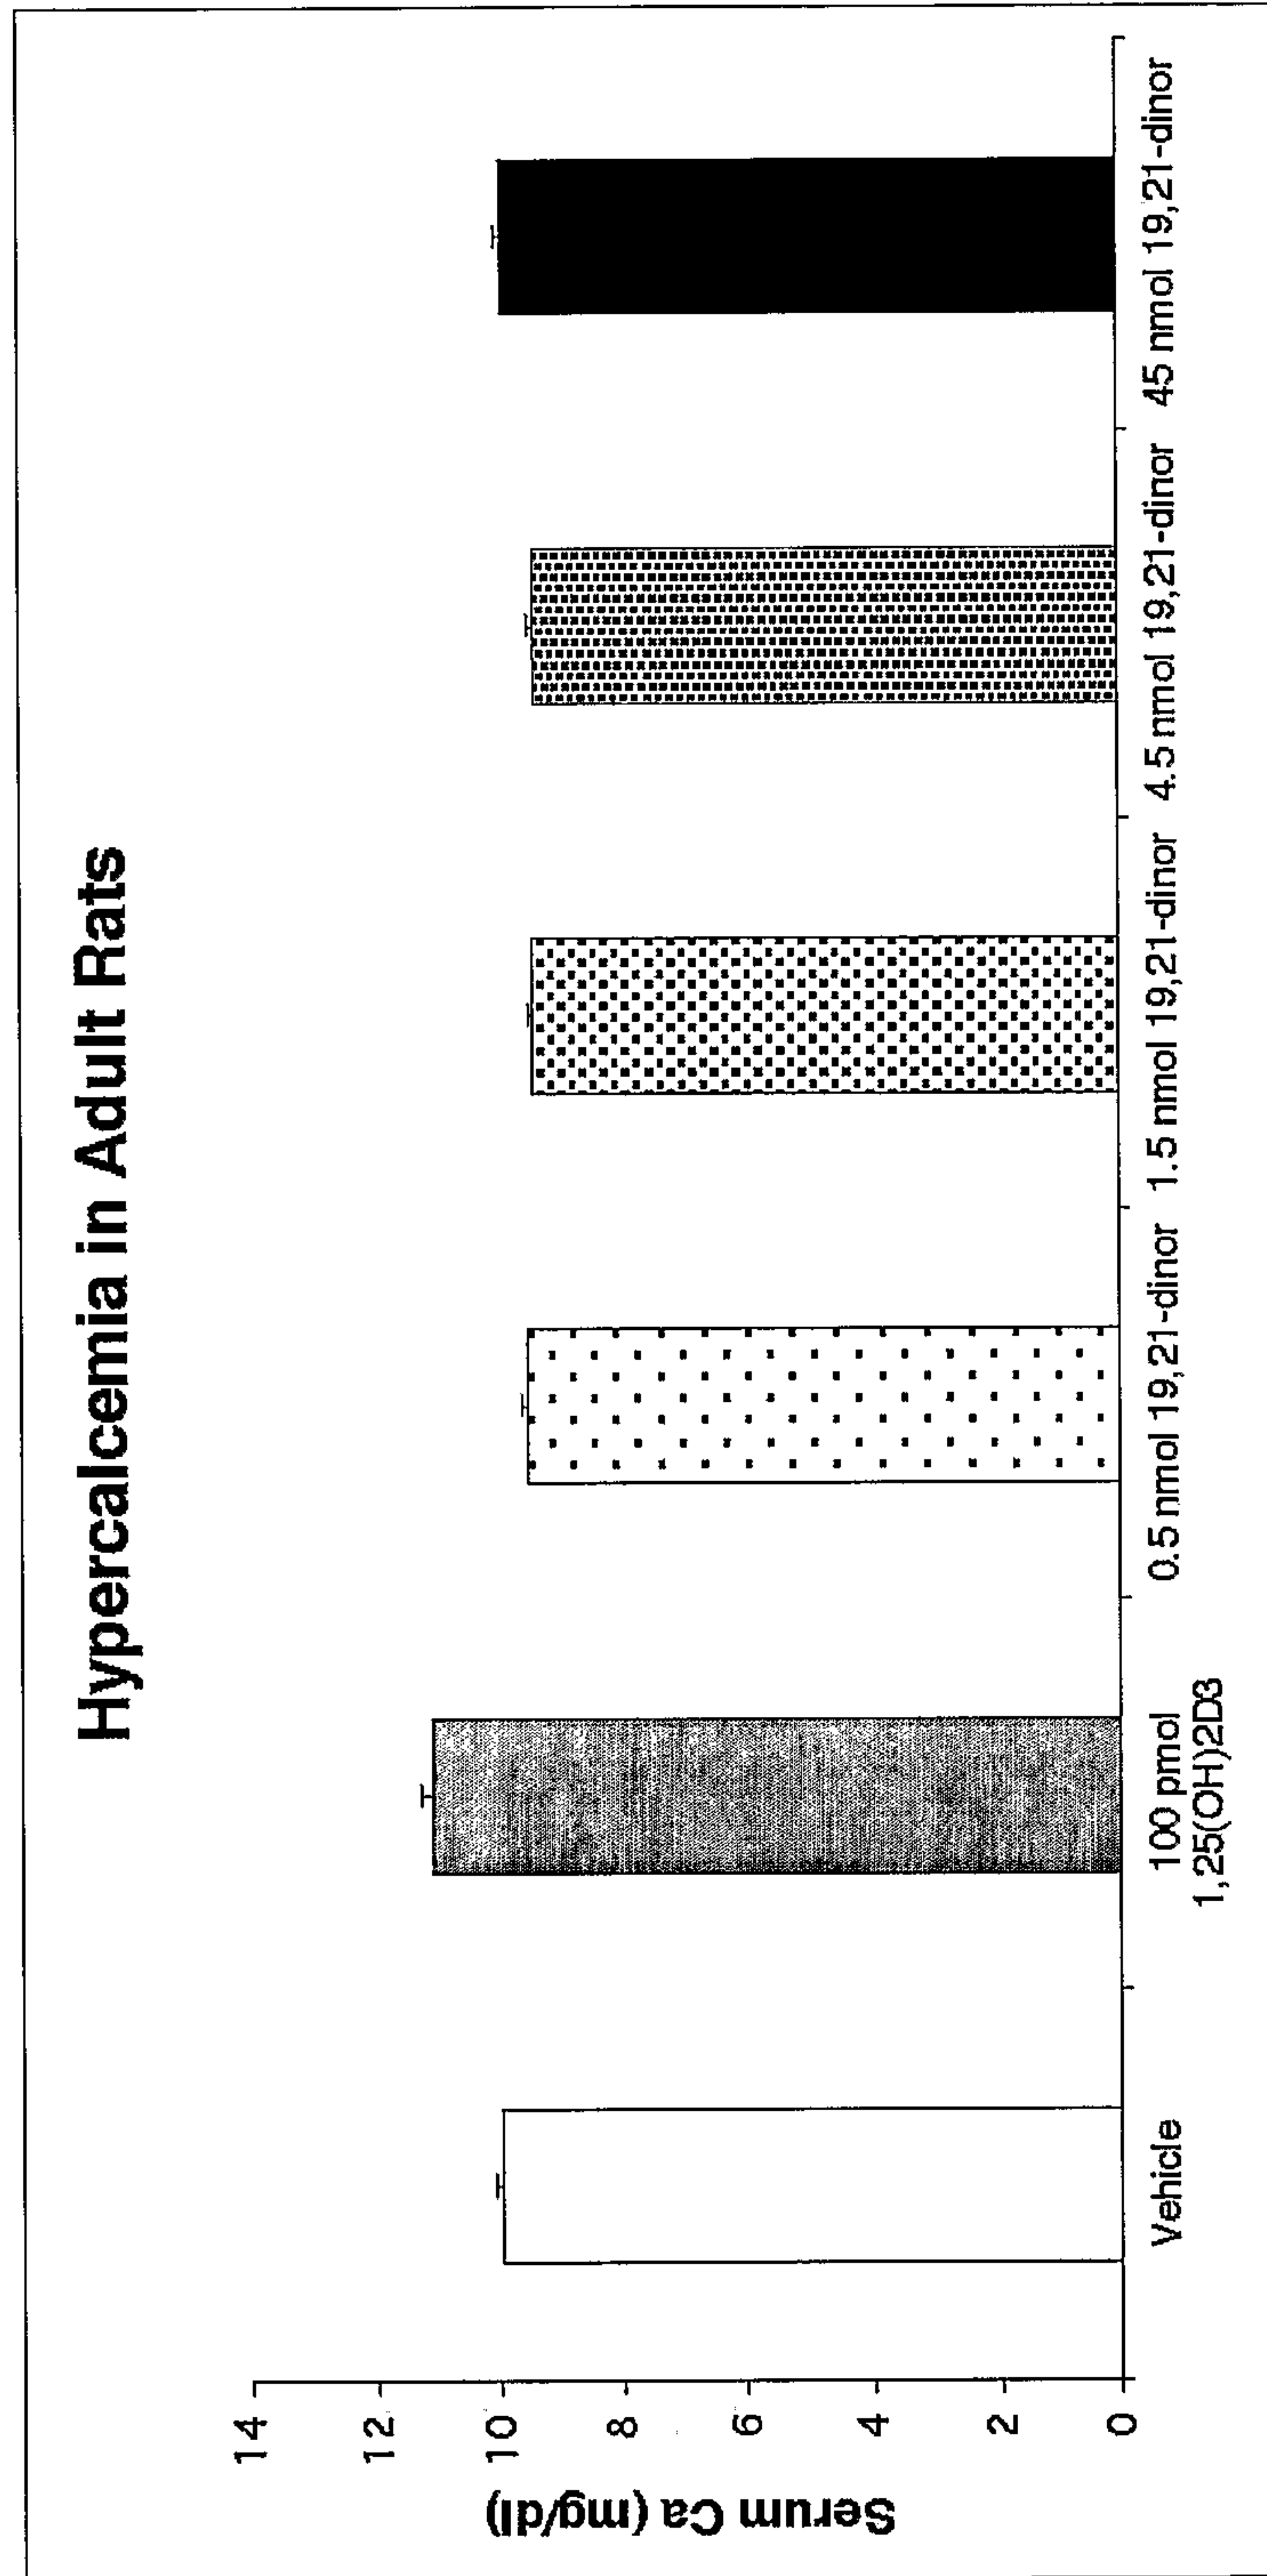 Hypercalcemia in Adult Rats
Serum Ca (mg/dl)
14
12
10
8
6
4
2
0
Vehicle
100 pmol
1,25(OH)2D3
0.5 nmol 19,21-dinor
1.5 nmol 19,21-dinor
4.5 nmol 19,21-dinor
45 nmol 19,21-dinor